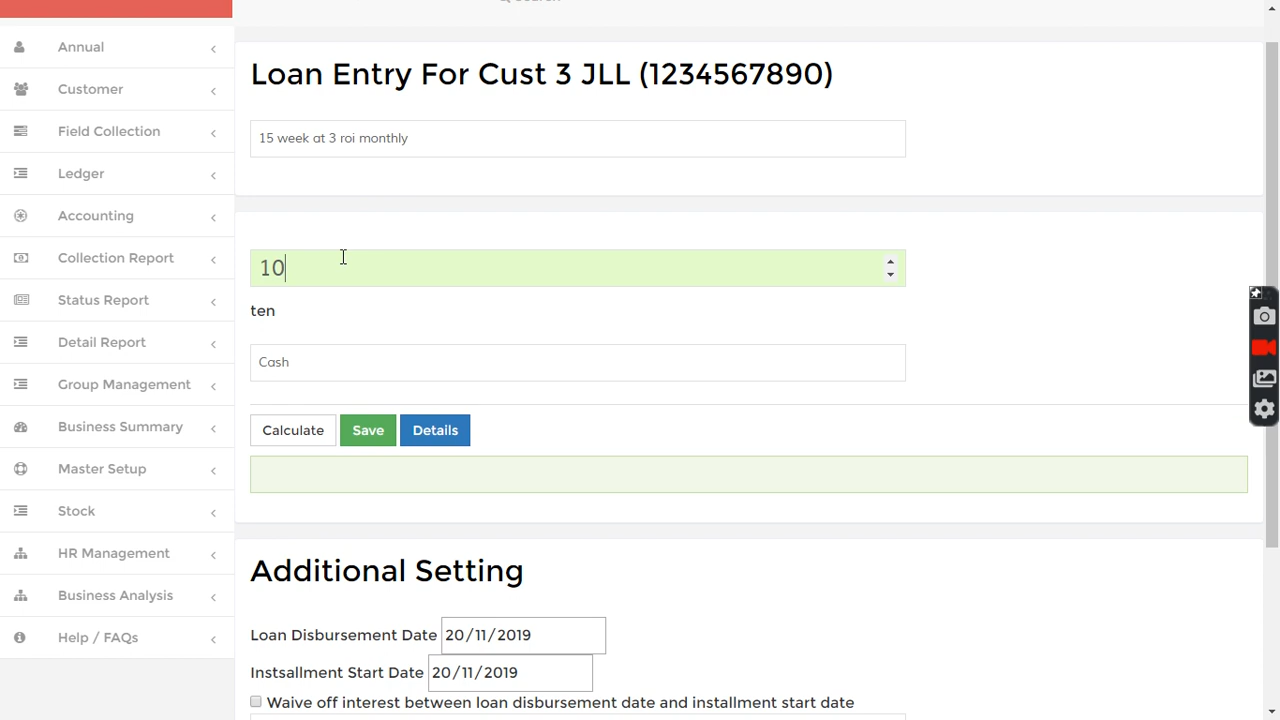 Annual
Customer
Field Collection
Ledger
Accounting
Collection Report
Status Report
Detail Report
Group Management
Business Summary
Master Setup
Stock
HR Management
Business Analysis
Help / FAQs
Loan Entry For Cust 3 JLL (1234567890)
15 week at 3 roi monthly
10
ten
Cash
Calculate Save Details
Additional Setting
Loan Disbursement Date 20/11/2019
Instsallment Start Date 20/11/2019
Waive off interest between loan disbursement date and installment start date